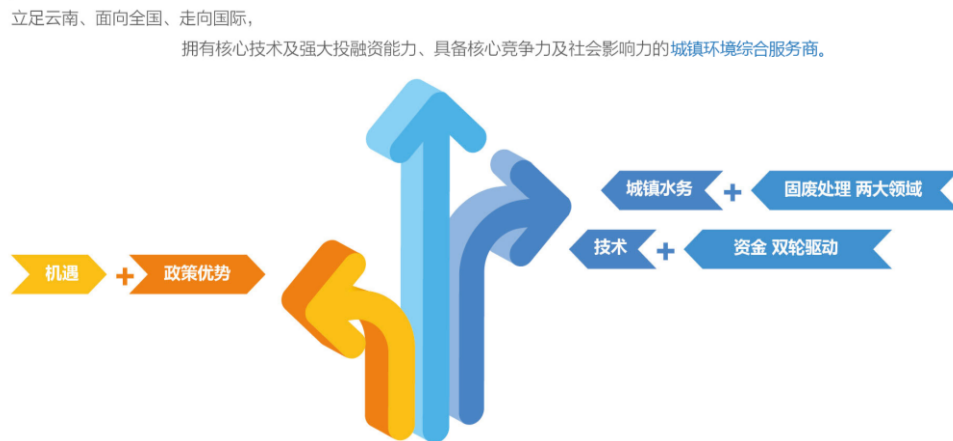 立足云南、面向全国、走向国际，
拥有核心技术及强大投融资能力、具备核心竞争力及社会影响力的城镇环境综合服务商。
城镇水务 + 固废处理 两大领域
技术 + 资金 双轮驱动
机遇 + 政策优势